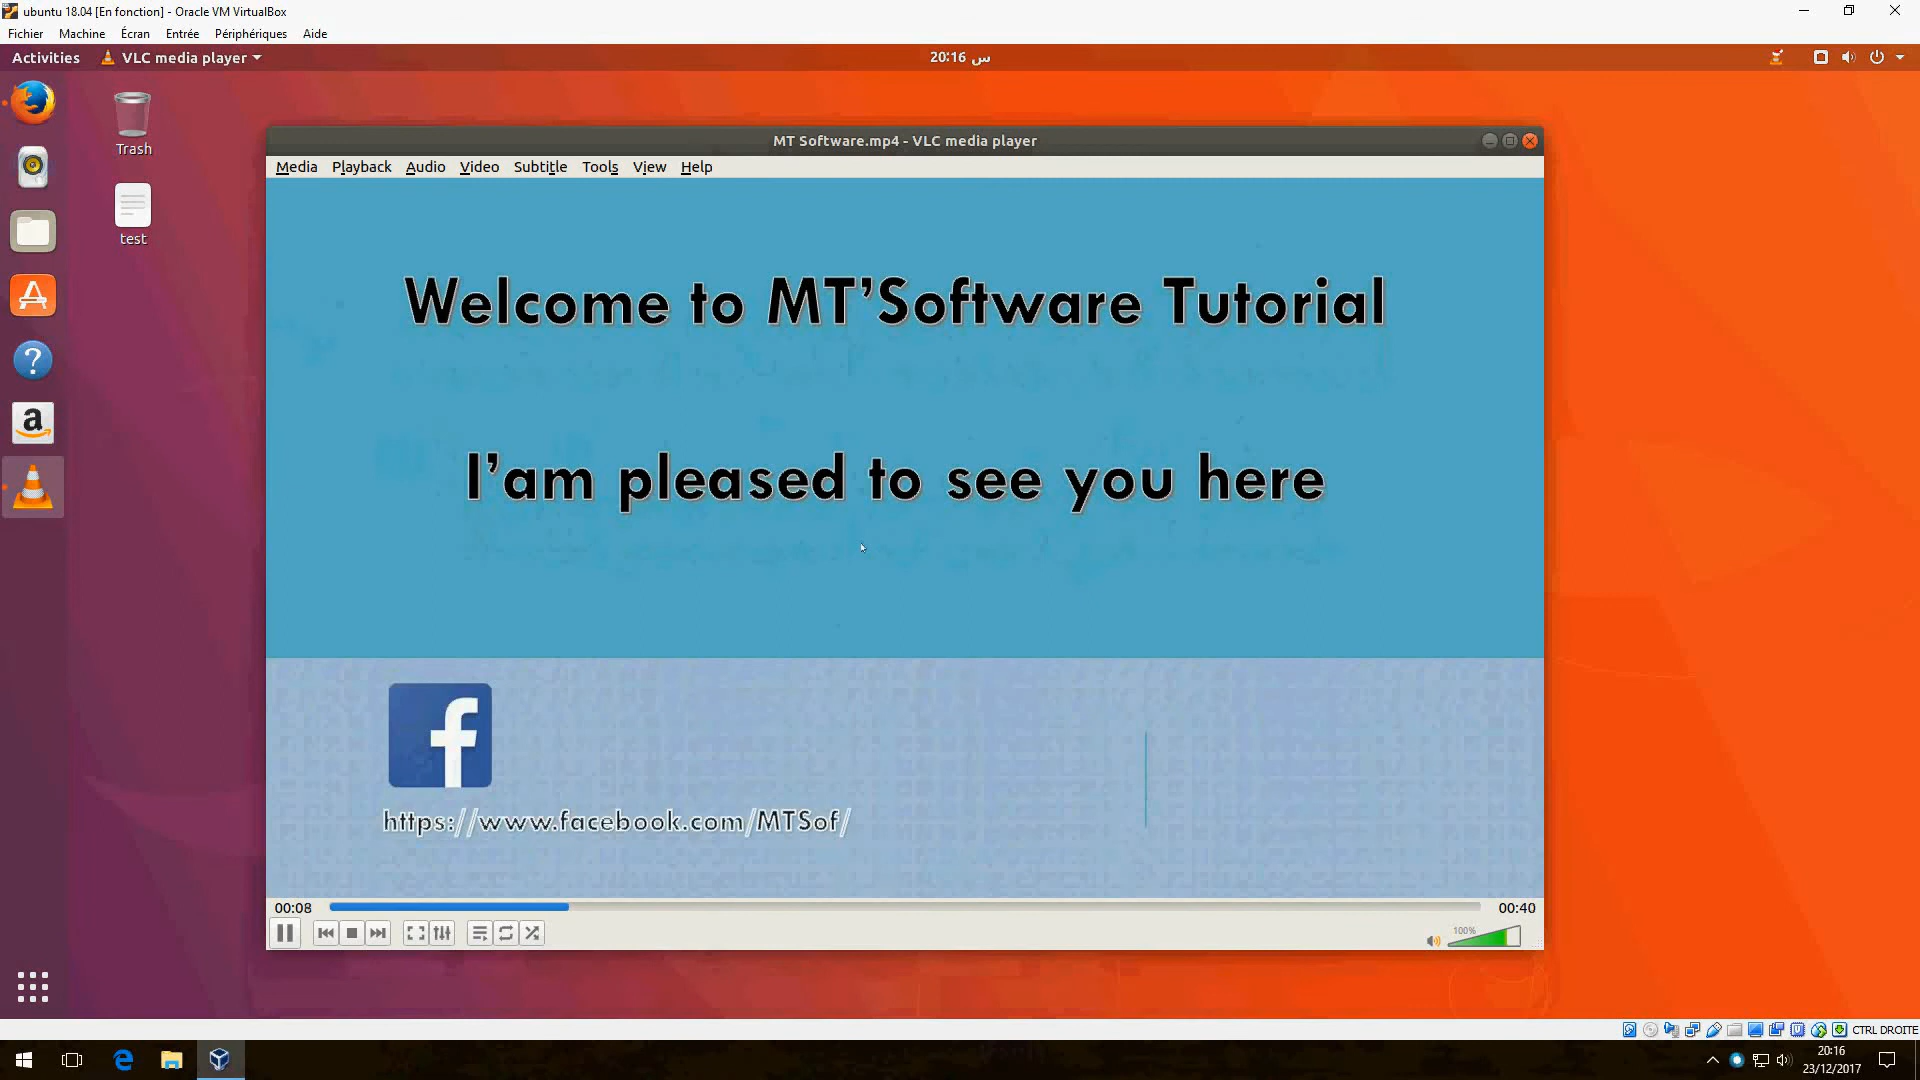 ubuntu 18.04 [En fonction] - Oracle VM VirtualBox
Fichier Machine Écran Entrée Périphériques Aide
Activities VLC media player 20:16 س
Trash
test
MT Software.mp4 - VLC media player
Media Playback Audio Video Subtitle Tools View Help
Welcome to MT’Software Tutorial
I’am pleased to see you here
https://www.facebook.com/MTSof/
00:08 00:40
100%
CTRL DROITE
20:16
23/12/2017